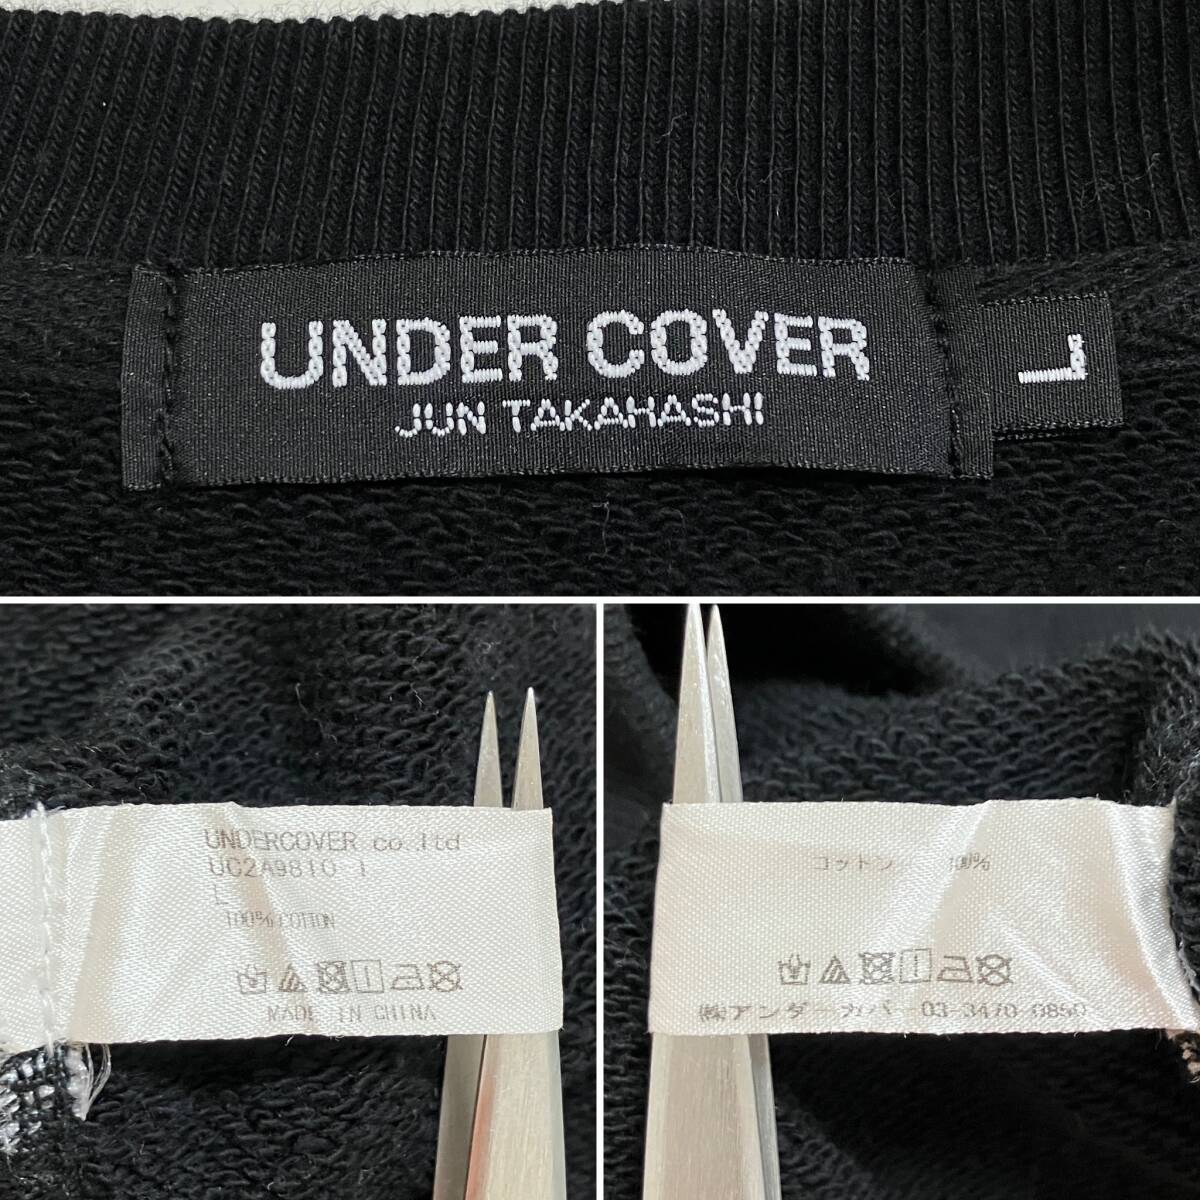 UNDER COVER
JUN TAKAHASHI
L
UNDERCOVER co.ltd
UC2A9810 1
L
100% COTTON
MADE IN CHINA
コットン 100%
(株)アンダーカバー 03-3470-0850